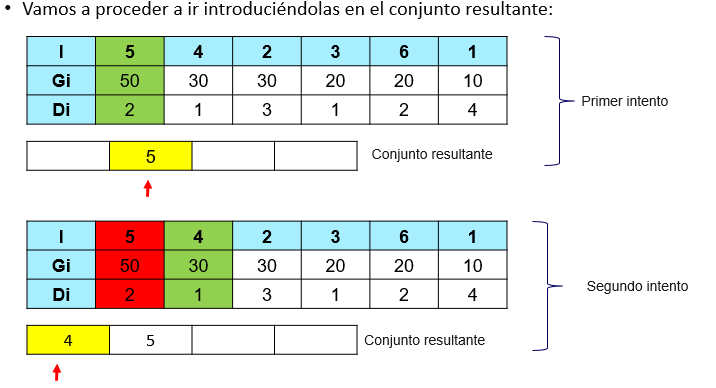 • Vamos a proceder a ir introduciéndolas en el conjunto resultante:
I 5 4 2 3 6 1
Gi 50 30 30 20 20 10
Di 2 1 3 1 2 4
Primer intento
5 Conjunto resultante
I 5 4 2 3 6 1
Gi 50 30 30 20 20 10
Di 2 1 3 1 2 4
Segundo intento
4 5 Conjunto resultante